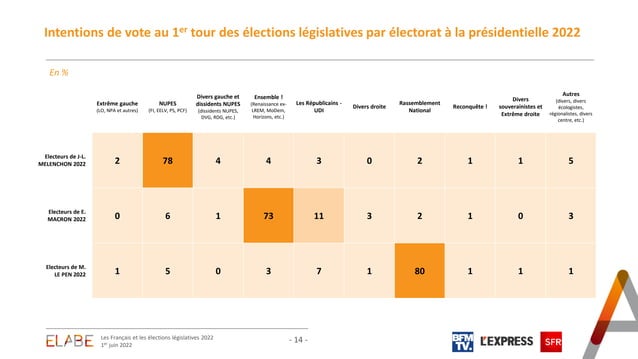 Intentions de vote au 1er tour des élections législatives par électorat à la présidentielle 2022
En %
Extrême gauche
(LO, NPA et autres)
NUPES
(FI, EELV, PS, PCF)
Divers gauche et
dissidents NUPES
(dissidents NUPES,
DVG, RDG, etc.)
Ensemble !
(Renaissance ex-
LREM, MoDem,
Horizons, etc.)
Les Républicains -
UDI
Divers droite
Rassemblement
National
Reconquête !
Divers
souverainistes et
Extrême droite
Autres
(divers, divers
écologistes,
régionalistes, divers
centre, etc.)
Electeurs de J-L.
MELENCHON 2022
2 78 4 4 3 0 2 1 1 5
Electeurs de E.
MACRON 2022
0 6 1 73 11 3 2 1 0 3
Electeurs de M.
LE PEN 2022
1 5 0 3 7 1 80 1 1 1
ELABE
Les Français et les élections législatives 2022
1er juin 2022
- 14 -
BFM
TV.
L'EXPRESS
SFR